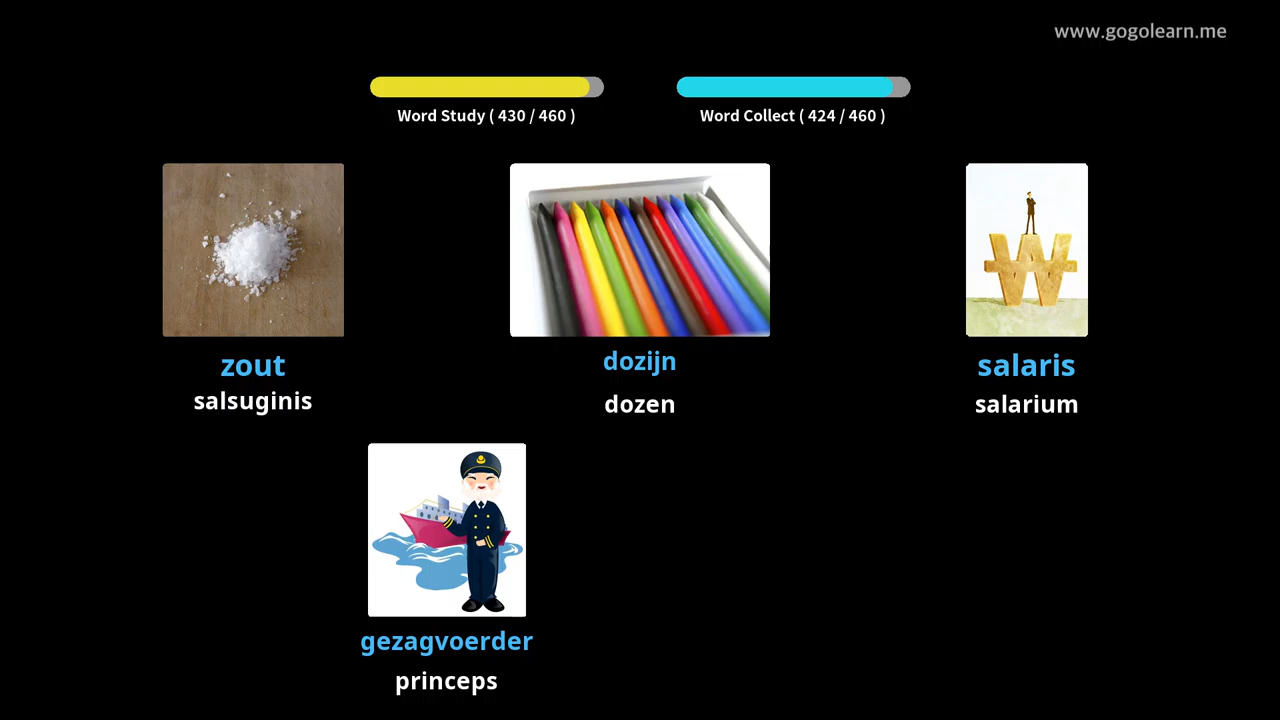 www.gogolearn.me
Word Study ( 430 / 460 )
Word Collect ( 424 / 460 )
zout
salsuginis
dozijn
dozen
salaris
salarium
gezagvoerder
princeps